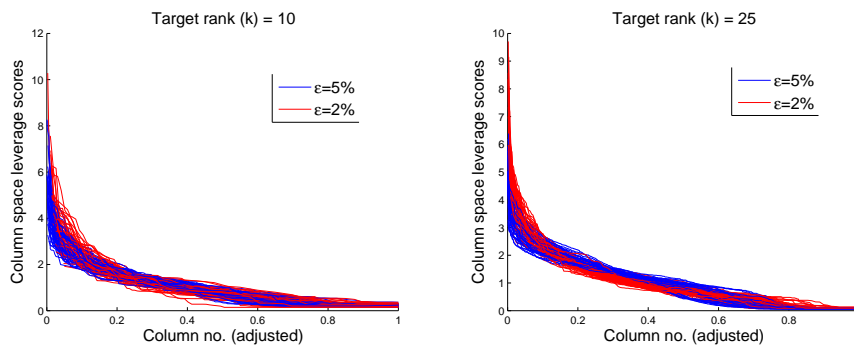 Target rank (k) = 10
12
10
8
6
4
2
0
Column space leverage scores
ε=5%
ε=2%
0
0.2
0.4
0.6
0.8
1
Column no. (adjusted)
Target rank (k) = 25
10
9
8
7
6
5
4
3
2
1
0
Column space leverage scores
ε=5%
ε=2%
0
0.2
0.4
0.6
0.8
Column no. (adjusted)